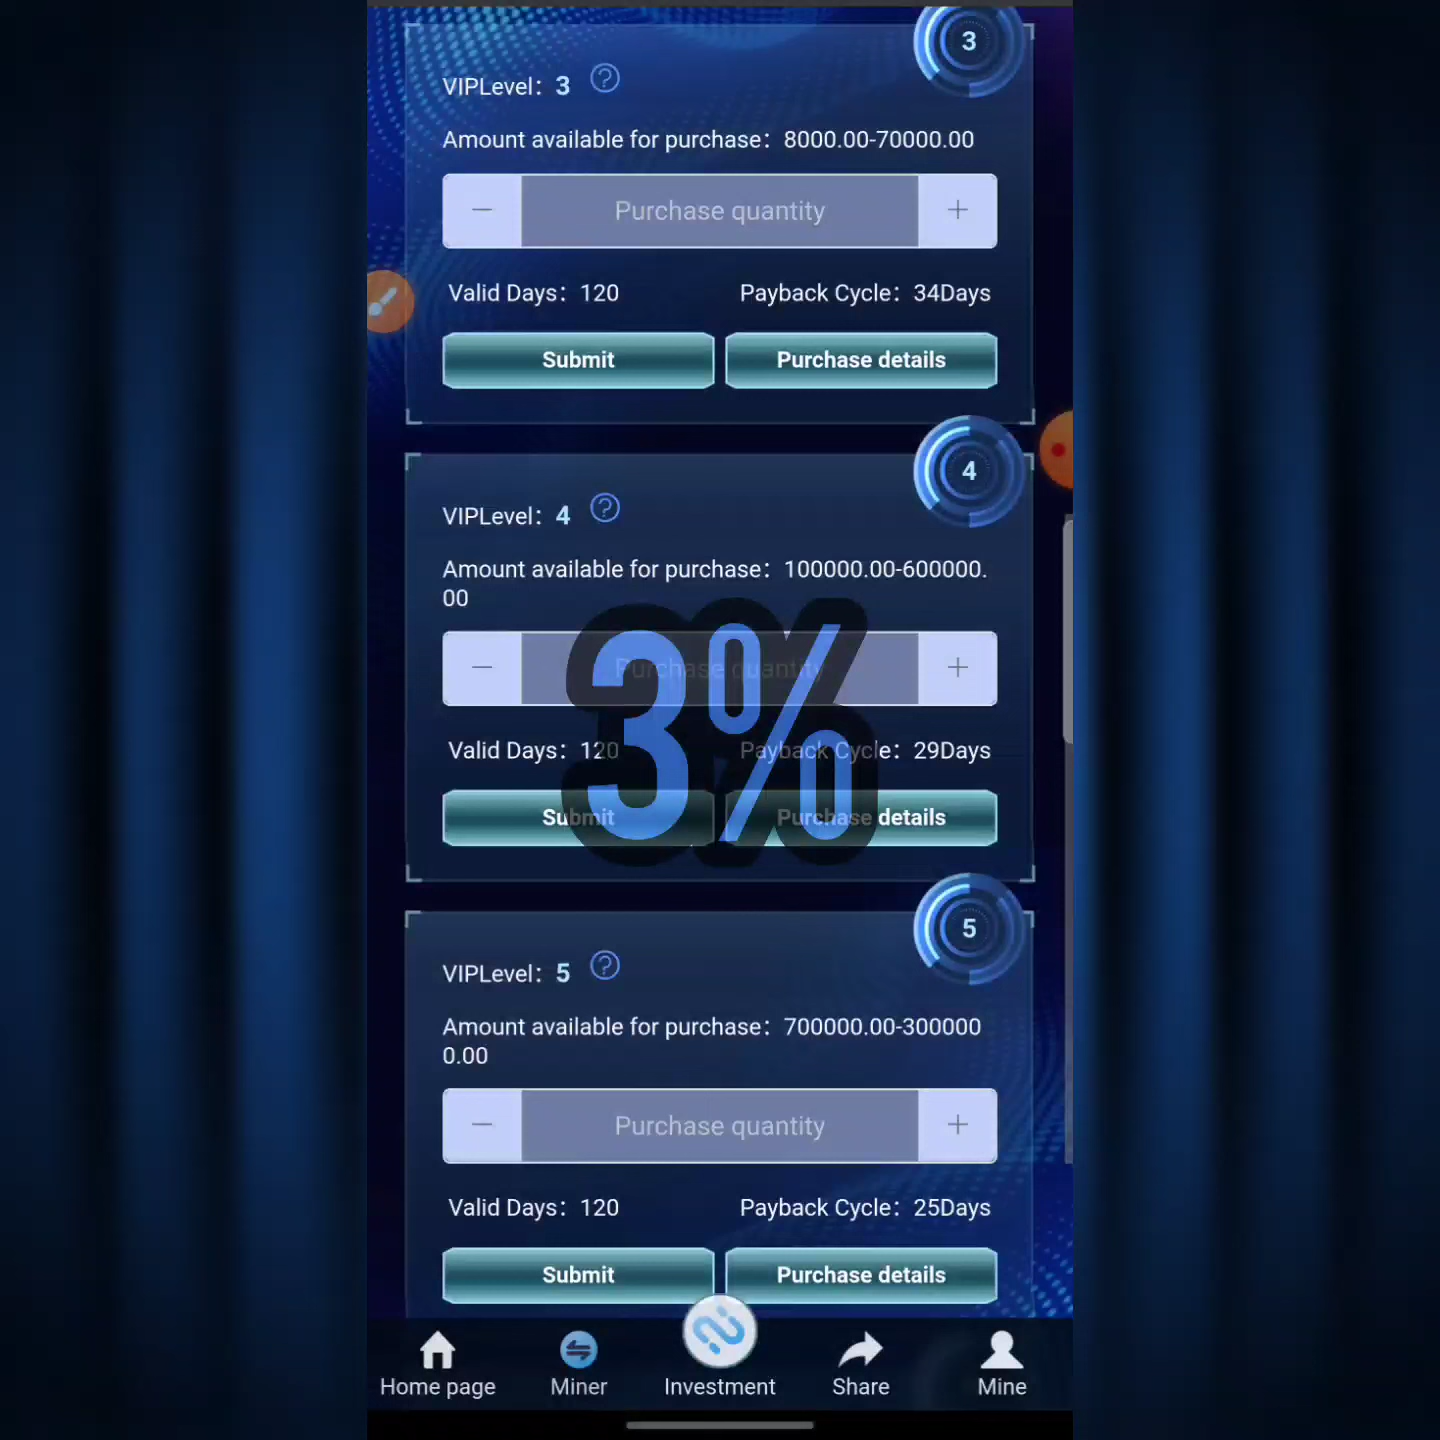 3
VIPLevel： 3 ?
Amount available for purchase： 8000.00-70000.00
− Purchase quantity +
Valid Days： 120 Payback Cycle： 34Days
Submit Purchase details
4
VIPLevel： 4 ?
Amount available for purchase： 100000.00-600000.
00
− Purchase quantity +
3%
Valid Days： 120 Payback Cycle： 29Days
Submit Purchase details
5
VIPLevel： 5 ?
Amount available for purchase： 700000.00-300000
0.00
− Purchase quantity +
Valid Days： 120 Payback Cycle： 25Days
Submit Purchase details
Home page Miner Investment Share Mine